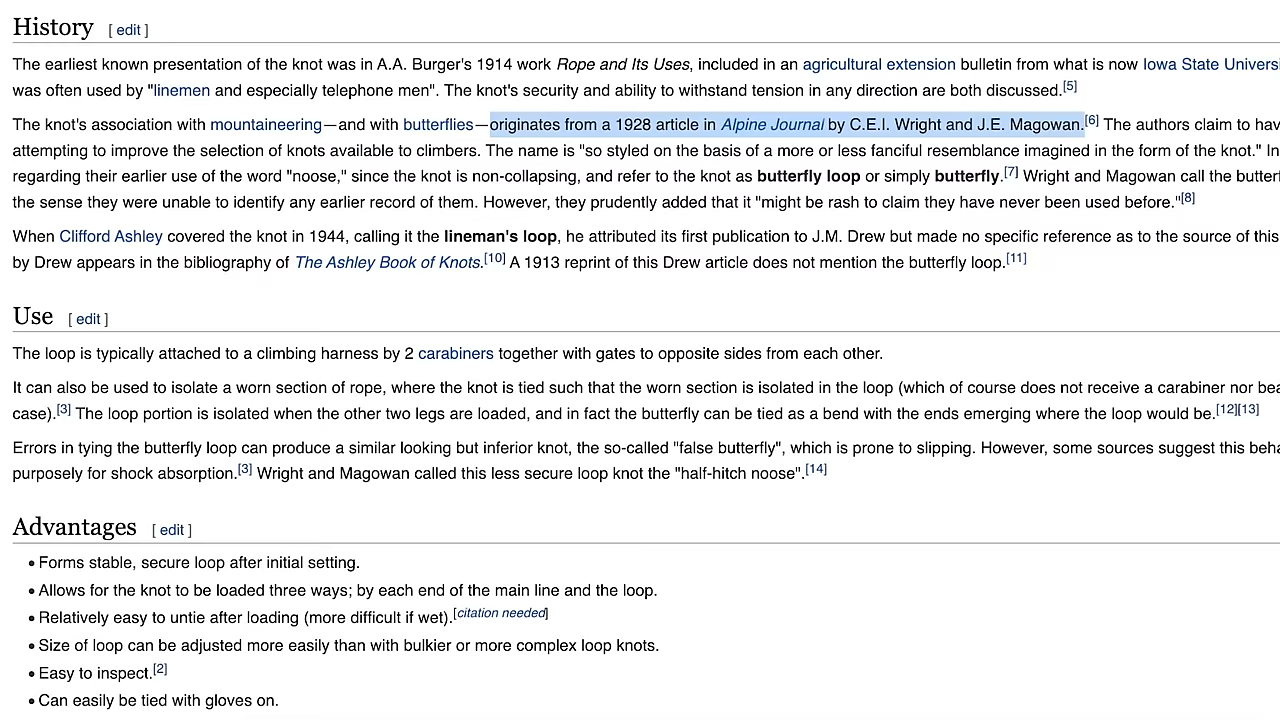 History [ edit ]
The earliest known presentation of the knot was in A.A. Burger's 1914 work Rope and Its Uses, included in an agricultural extension bulletin from what is now Iowa State
was often used by "linemen and especially telephone men". The knot's security and ability to withstand tension in any direction are both discussed.[5]
The knot's association with mountaineering—and with butterflies—originates from a 1928 article in Alpine Journal by C.E.I. Wright and J.E. Magowan.[6] The authors claim to
attempting to improve the selection of knots available to climbers. The name is "so styled on the basis of a more or less fanciful resemblance imagined in the form of the knot." In
regarding their earlier use of the word "noose," since the knot is non-collapsing, and refer to the knot as butterfly loop or simply butterfly.[7] Wright and Magowan call the
the sense they were unable to identify any earlier record of them. However, they prudently added that it "might be rash to claim they have never been used before."[8]
When Clifford Ashley covered the knot in 1944, calling it the lineman's loop, he attributed its first publication to J.M. Drew but made no specific reference as to the source of this
by Drew appears in the bibliography of The Ashley Book of Knots.[10] A 1913 reprint of this Drew article does not mention the butterfly loop.[11]
Use [ edit ]
The loop is typically attached to a climbing harness by 2 carabiners together with gates to opposite sides from each other.
It can also be used to isolate a worn section of rope, where the knot is tied such that the worn section is isolated in the loop (which of course does not receive a carabiner nor
case).[3] The loop portion is isolated when the other two legs are loaded, and in fact the butterfly can be tied as a bend with the ends emerging where the loop would be.[12][13]
Errors in tying the butterfly loop can produce a similar looking but inferior knot, the so-called "false butterfly", which is prone to slipping. However, some sources suggest this
purposely for shock absorption.[3] Wright and Magowan called this less secure loop knot the "half-hitch noose".[14]
Advantages [ edit ]
• Forms stable, secure loop after initial setting.
• Allows for the knot to be loaded three ways; by each end of the main line and the loop.
• Relatively easy to untie after loading (more difficult if wet).[citation needed]
• Size of loop can be adjusted more easily than with bulkier or more complex loop knots.
• Easy to inspect.[2]
• Can easily be tied with gloves on.